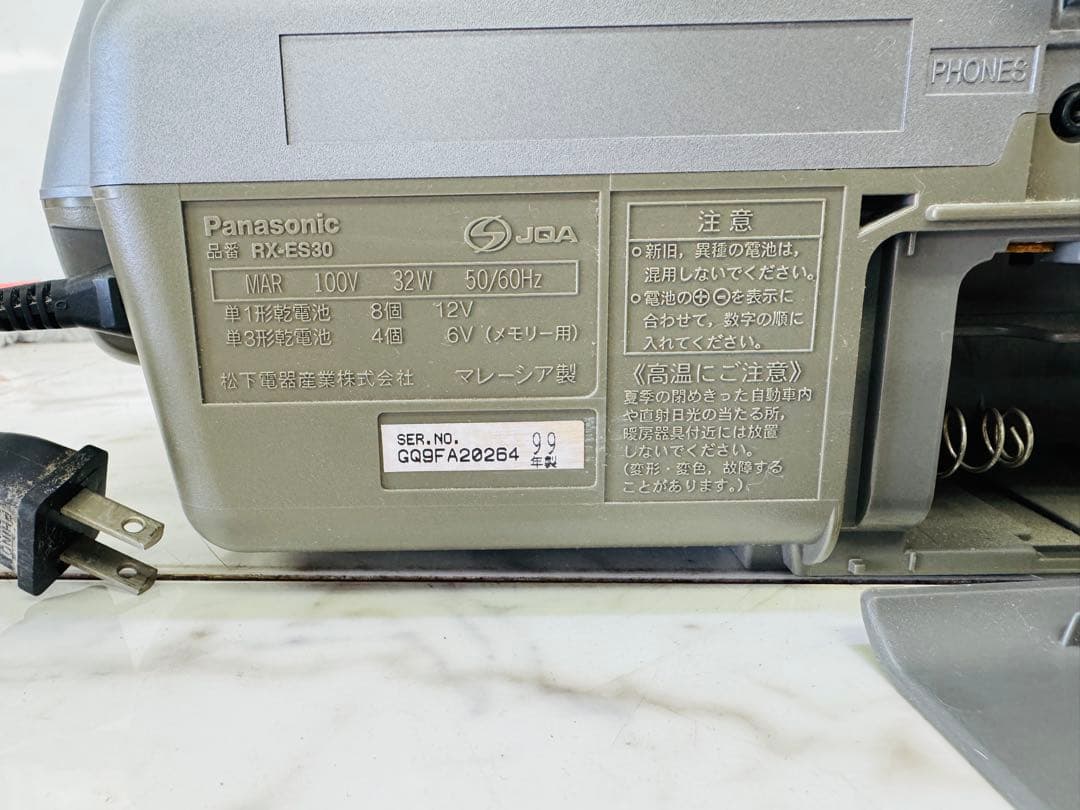 PHONES
Panasonic
品番 RX-ES30
JQA
MAR 100V 32W 50/60Hz
単1形乾電池 8個 12V
単3形乾電池 4個 6V(メモリー用)
松下電器産業株式会社 マレーシア製
SER.NO.
GQ9FA20264
99
年製
注意
○新旧,異種の電池は,
混用しないでください。
○電池の⊕⊖を表示に
合わせて,数字の順に
入れてください。
《高温にご注意》
夏季の閉めきった自動車内
や直射日光の当たる所,
暖房器具付近には放置
しないでください。
(変形・変色,故障する
ことがあります。)